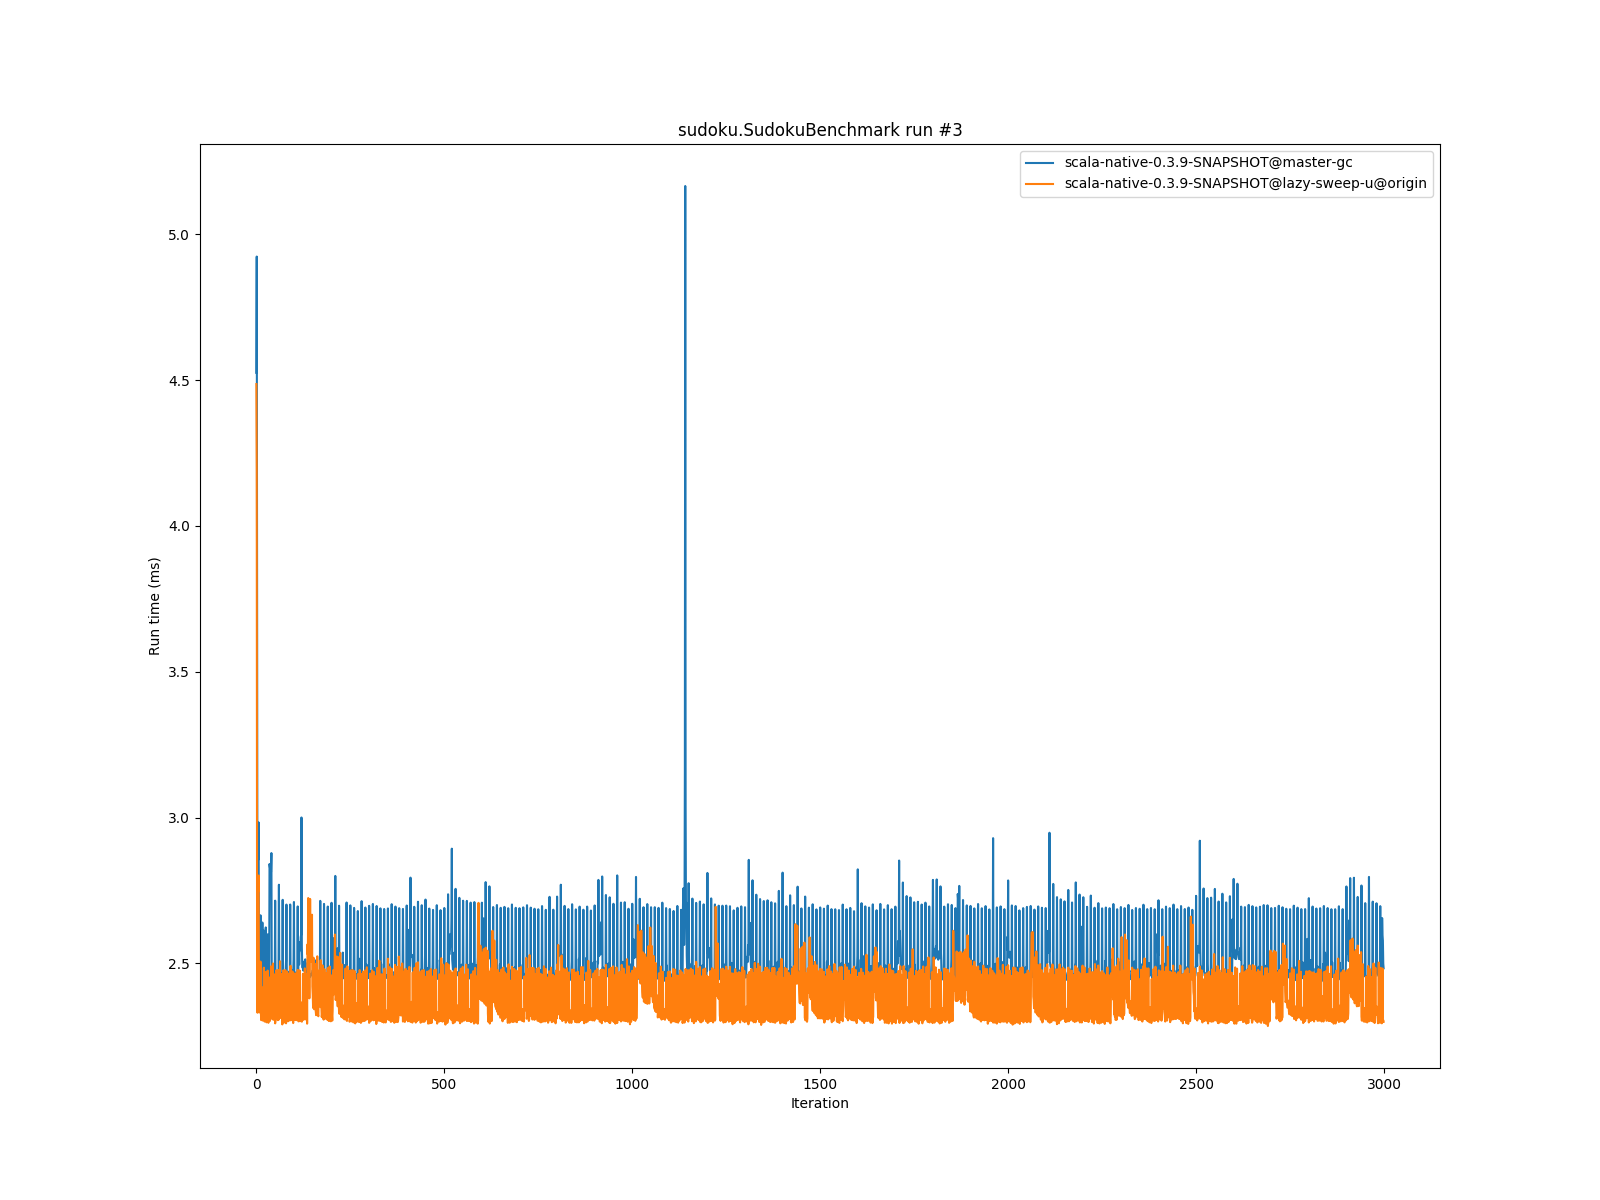 sudoku.SudokuBenchmark run #3
scala-native-0.3.9-SNAPSHOT@master-gc
scala-native-0.3.9-SNAPSHOT@lazy-sweep-u@origin
5.0
4.5
4.0
3.5
3.0
2.5
Run time (ms)
0 500 1000 1500 2000 2500 3000
Iteration